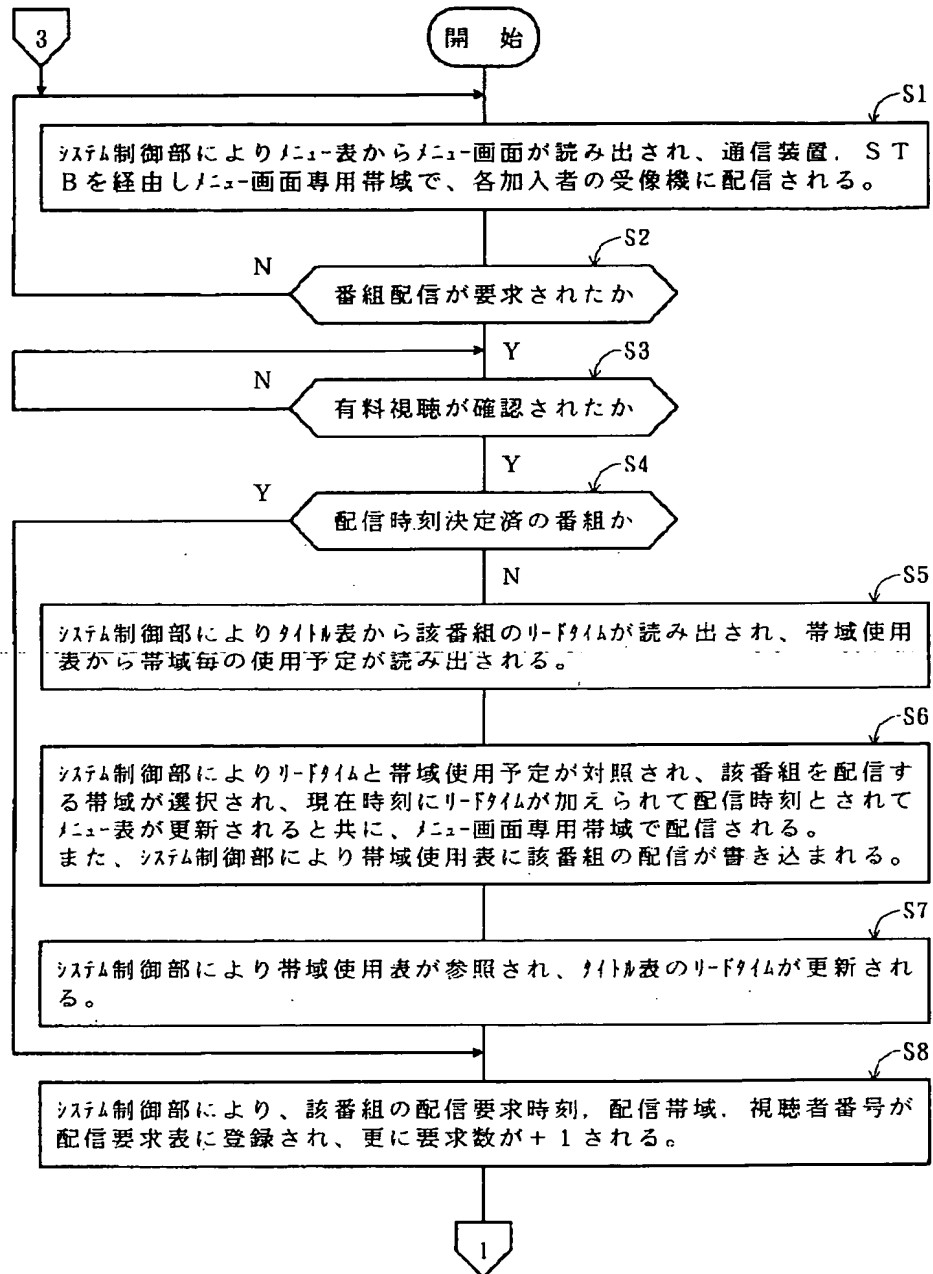 3
開始
S1
システム制御部によりメニュー表からメニュー画面が読み出され、通信装置，ST
Bを経由しメニュー画面専用帯域で、各加入者の受像機に配信される。
S2
N
番組配信が要求されたか
Y
S3
N
有料視聴が確認されたか
Y
S4
Y
配信時刻決定済の番組か
N
S5
システム制御部によりタイトル表から該番組のリードタイムが読み出され、帯域使用
表から帯域毎の使用予定が読み出される。
S6
システム制御部によりリードタイムと帯域使用予定が対照され、該番組を配信す
る帯域が選択され、現在時刻にリードタイムが加えられて配信時刻とされて
メニュー表が更新されると共に、メニュー画面専用帯域で配信される。
また、システム制御部により帯域使用表に該番組の配信が書き込まれる。
S7
システム制御部により帯域使用表が参照され、タイトル表のリードタイムが更新され
る。
S8
システム制御部により、該番組の配信要求時刻，配信帯域，視聴者番号が
配信要求表に登録され、更に要求数が＋1される。
1